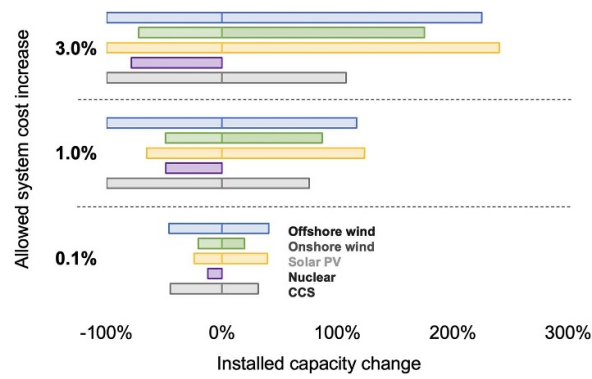 Allowed system cost increase
3.0%
1.0%
0.1%
Offshore wind
Onshore wind
Solar PV
Nuclear
CCS
-100% 0% 100% 200% 300%
Installed capacity change